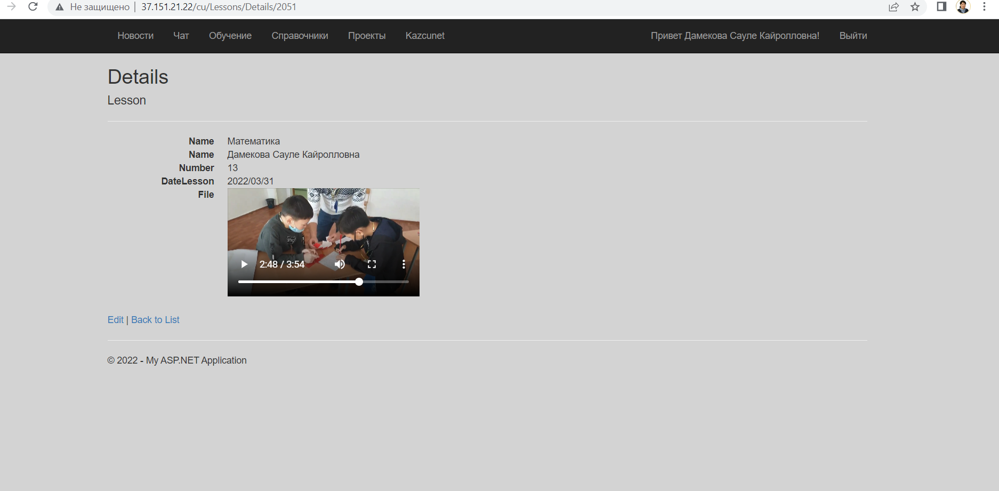 Не защищено | 37.151.21.22/cu/Lessons/Details/2051
Новости Чат Обучение Справочники Проекты Kazcunet Привет Дамекова Сауле Кайролловна! Выйти
Details
Lesson
Name Математика
Name Дамекова Сауле Кайролловна
Number 13
DateLesson 2022/03/31
File
2:48 / 3:54
Edit | Back to List
© 2022 - My ASP.NET Application